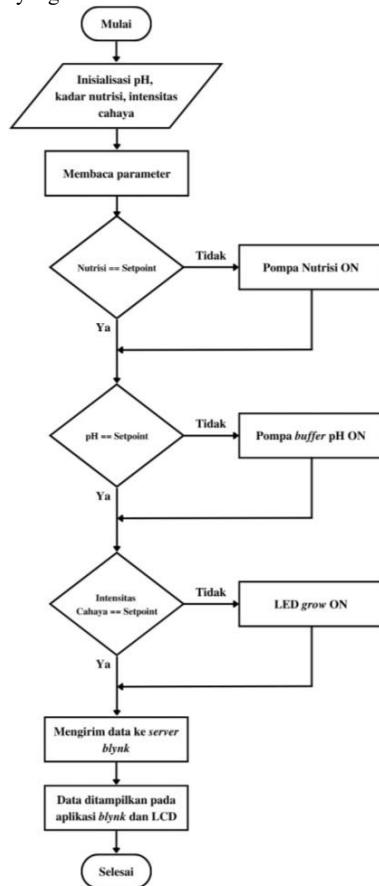 Mulai
Inisialisasi pH,
kadar nutrisi, intensitas
cahaya
Membaca parameter
Nutrisi == Setpoint
Tidak
Pompa Nutrisi ON
Ya
pH == Setpoint
Tidak
Pompa buffer pH ON
Ya
Intensitas
Cahaya == Setpoint
Tidak
LED grow ON
Ya
Mengirim data ke server
blynk
Data ditampilkan pada
aplikasi blynk dan LCD
Selesai